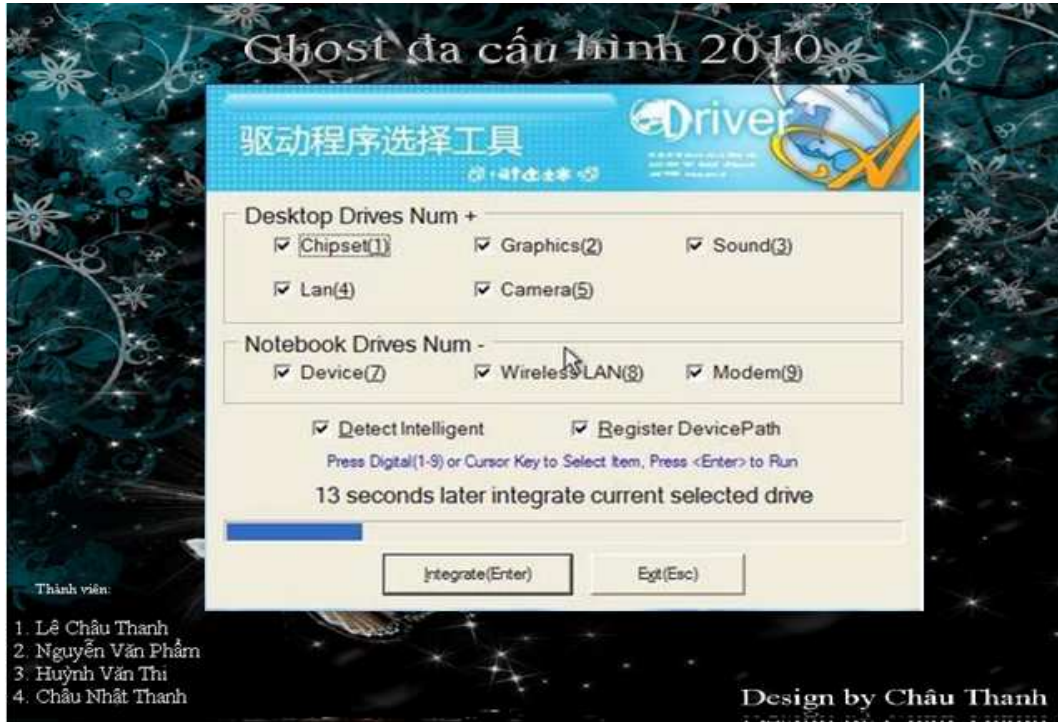 Ghost đa cấu hình 2010
驱动程序选择工具
Driver
Desktop Drives Num +
Chipset(1) Graphics(2) Sound(3)
Lan(4) Camera(5)
Notebook Drives Num -
Device(7) Wireless LAN(8) Modem(9)
Detect Intelligent Register DevicePath
Press Digital(1-9) or Cursor Key to Select Item, Press <Enter> to Run
13 seconds later integrate current selected drive
Integrate(Enter) Exit(Esc)
Thành viên:
1. Lê Châu Thanh
2. Nguyễn Văn Phẩm
3. Huỳnh Văn Thi
4. Châu Nhật Thanh
Design by Châu Thanh